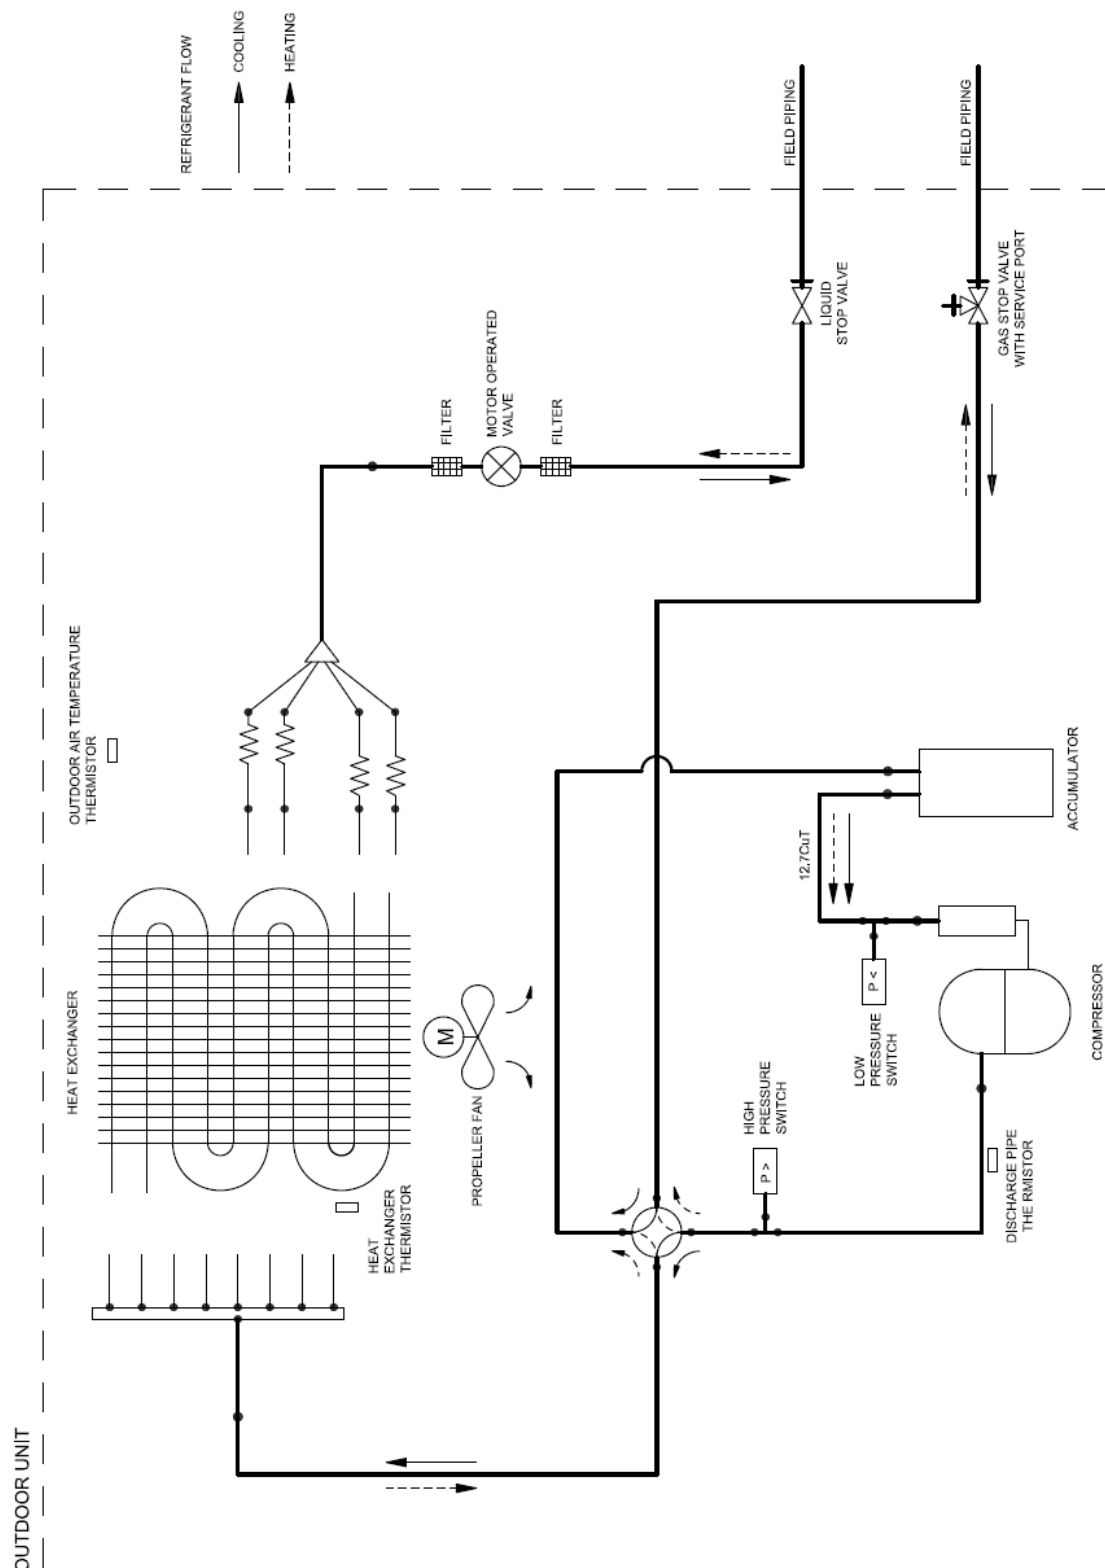 OUTDOOR UNIT
REFRIGERANT FLOW
COOLING
HEATING
OUTDOOR AIR TEMPERATURE
THERMISTOR
HEAT EXCHANGER
HEAT
EXCHANGER
THERMISTOR
FILTER
MOTOR OPERATED
VALVE
FILTER
M
PROPELLER FAN
FIELD PIPING
LIQUID
STOP VALVE
FIELD PIPING
GAS STOP VALVE
WITH SERVICE PORT
12,7CuT
ACCUMULATOR
P <
LOW
PRESSURE
SWITCH
COMPRESSOR
HIGH
PRESSURE
SWITCH
P >
DISCHARGE PIPE
THE RMISTOR